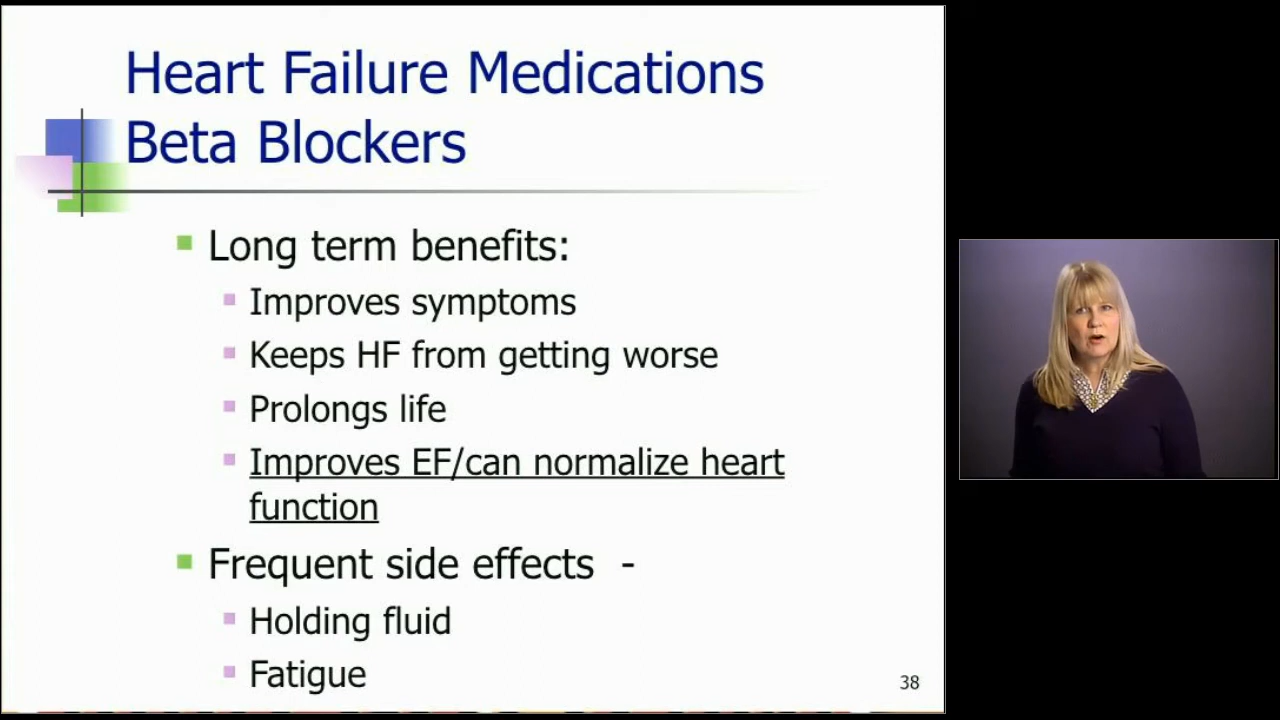 Heart Failure Medications
Beta Blockers
Long term benefits:
Improves symptoms
Keeps HF from getting worse
Prolongs life
Improves EF/can normalize heart
function
Frequent side effects -
Holding fluid
Fatigue
38